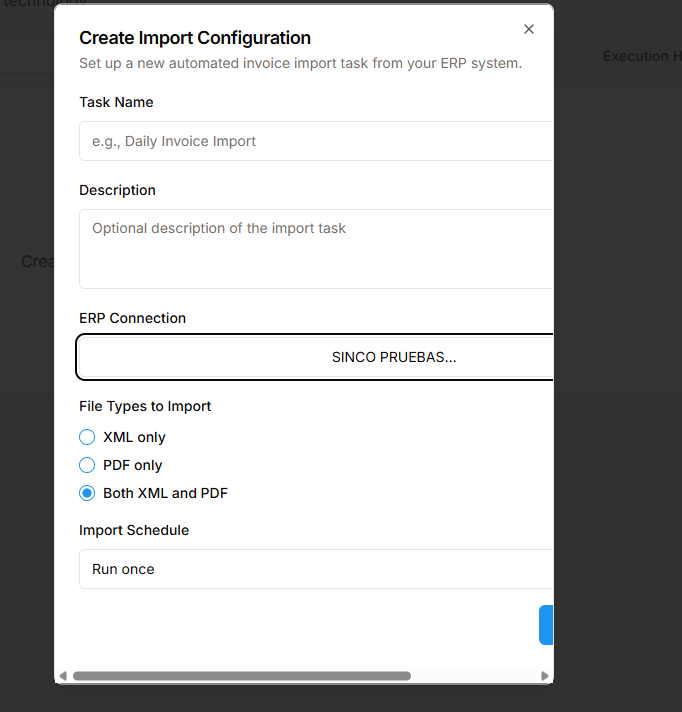 technology
Execution H
Create Import Configuration
Set up a new automated invoice import task from your ERP system.
Task Name
e.g., Daily Invoice Import
Description
Optional description of the import task
Crea
ERP Connection
SINCO PRUEBAS...
File Types to Import
XML only
PDF only
Both XML and PDF
Import Schedule
Run once